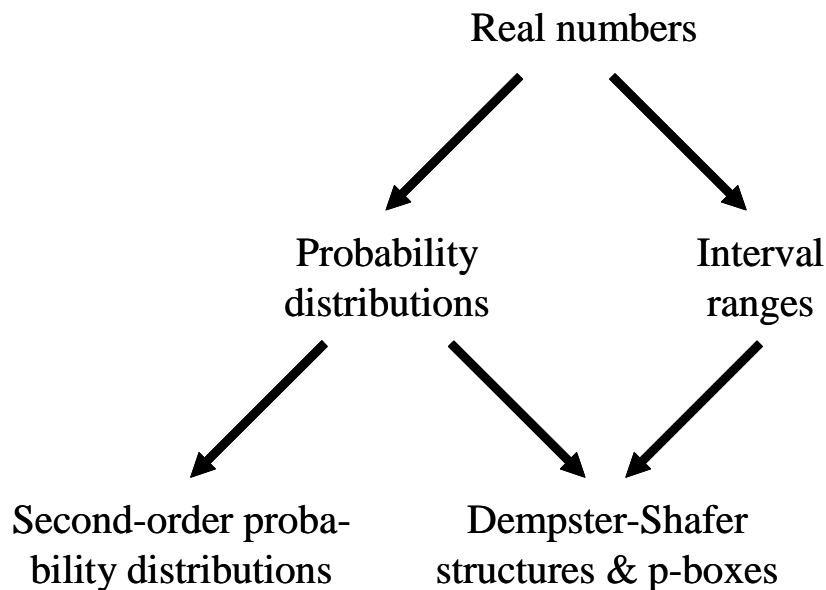 Real numbers
Probability
distributions
Interval
ranges
Second-order proba-
bility distributions
Dempster-Shafer
structures & p-boxes